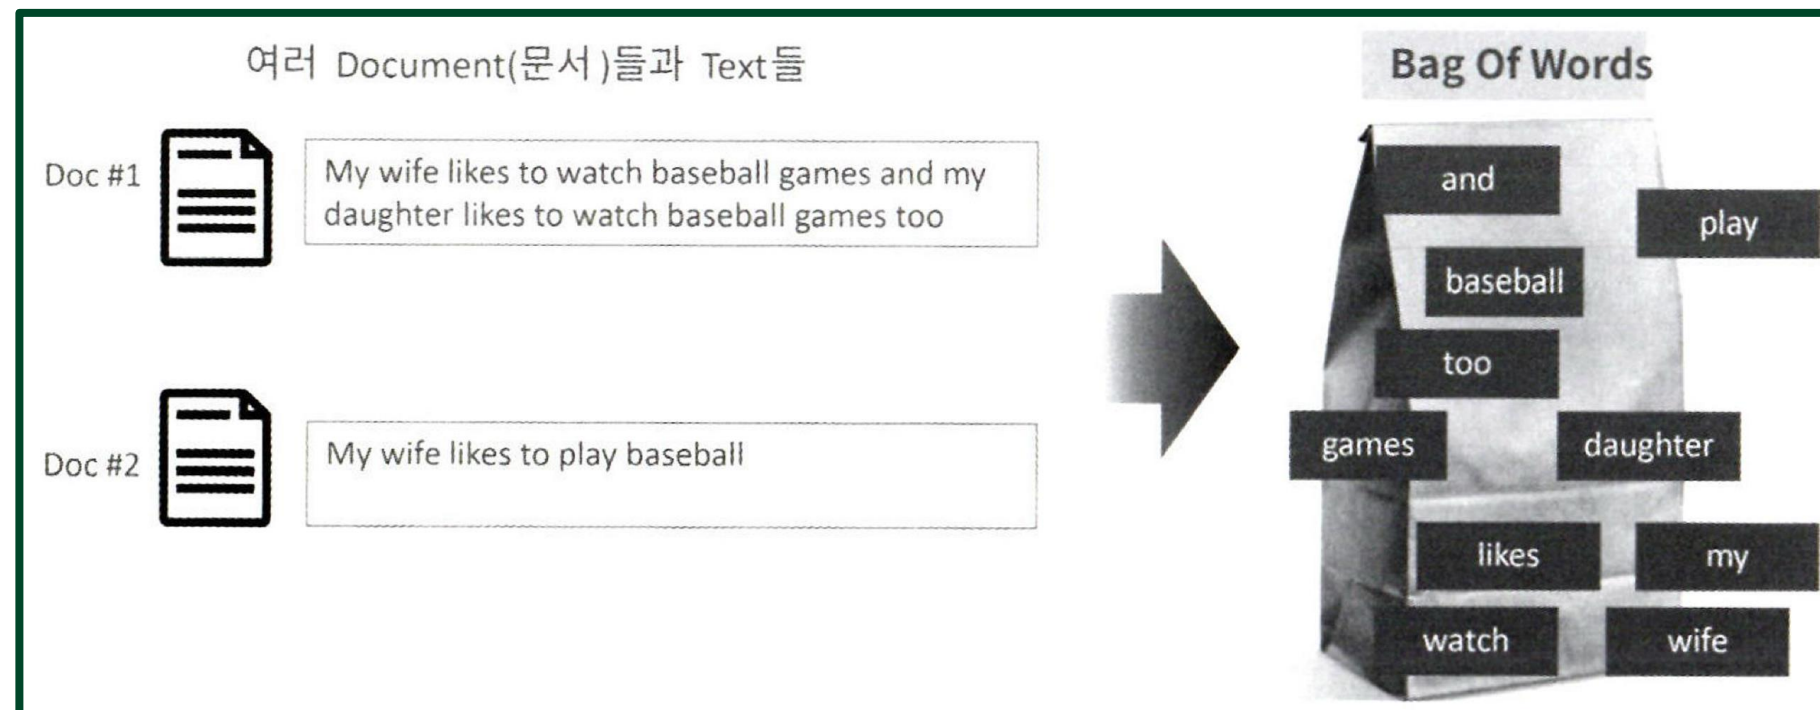 여러 Document(문서)들과 Text들
Doc #1
My wife likes to watch baseball games and my
daughter likes to watch baseball games too
Doc #2
My wife likes to play baseball
Bag Of Words
and
play
baseball
too
games
daughter
likes
my
watch
wife